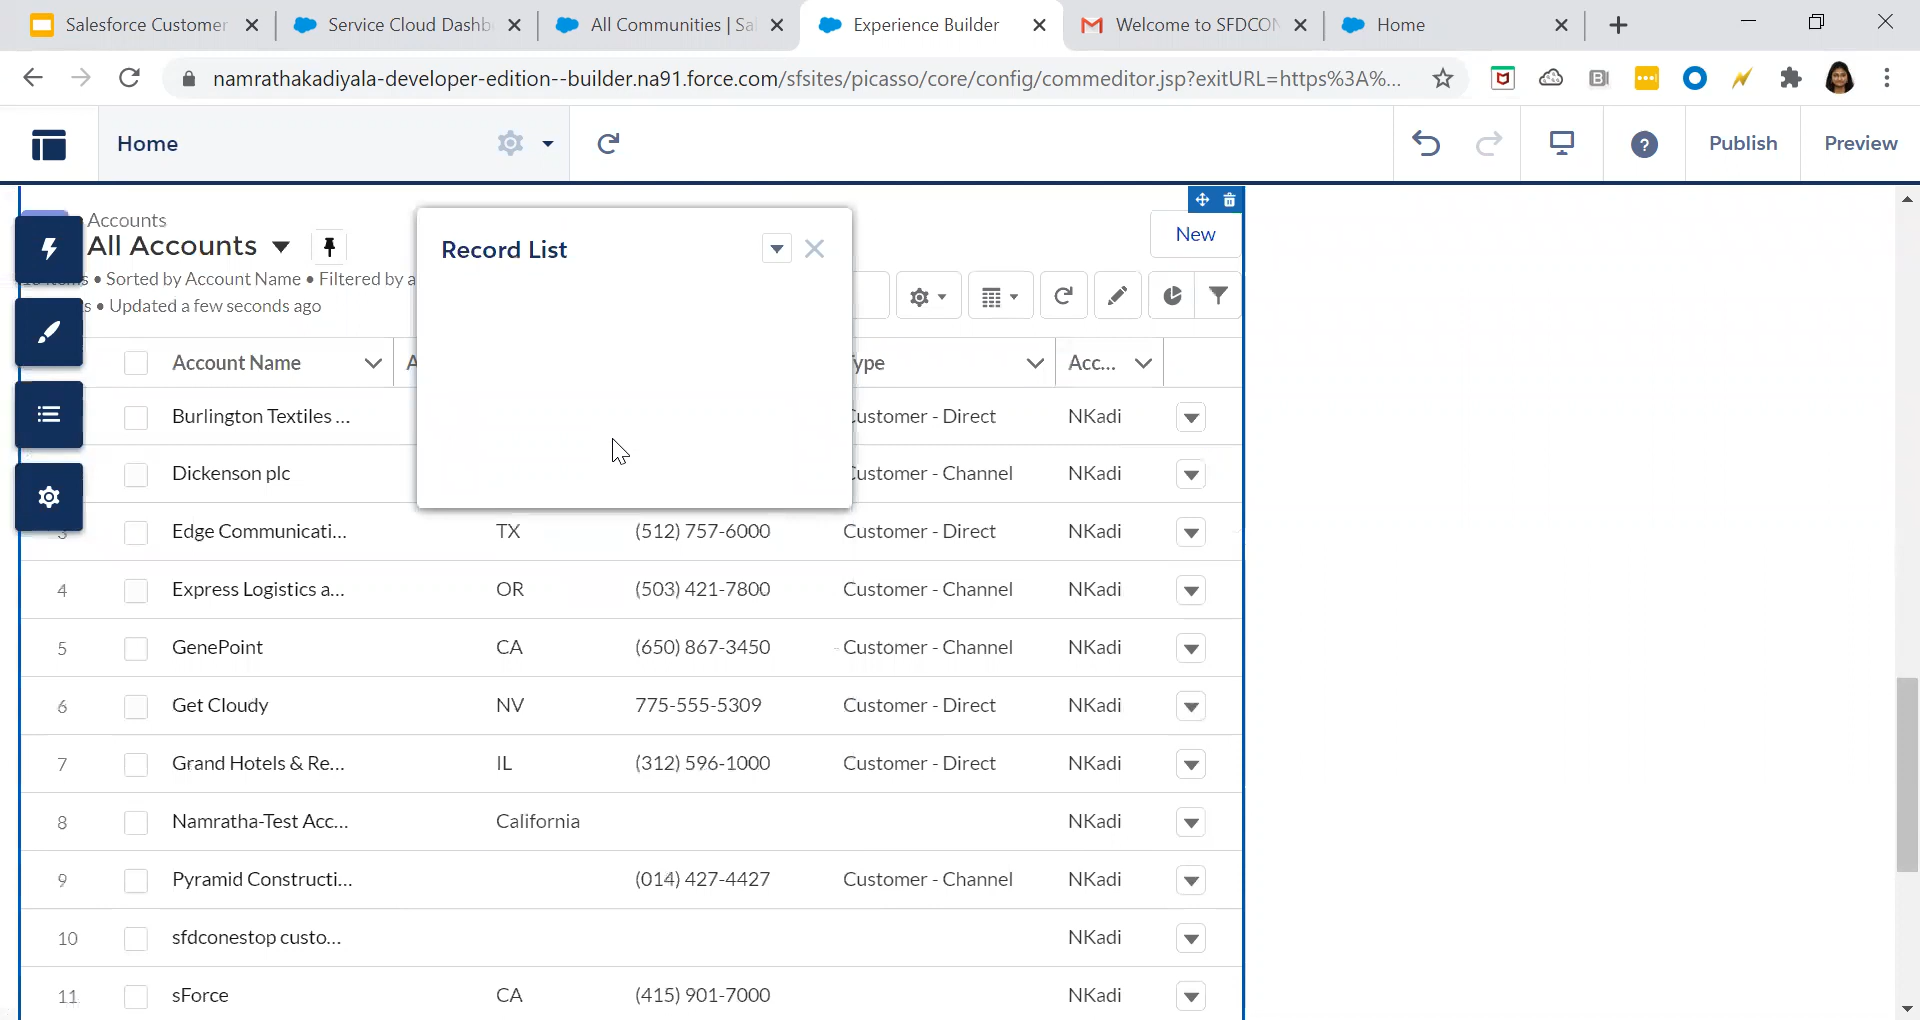 Salesforce Customer
Service Cloud Dashb
All Communities | Sal
Experience Builder
Welcome to SFDCON
Home
namrathakadiyala-developer-edition--builder.na91.force.com/sfsites/picasso/core/config/commeditor.jsp?exitURL=https%3A%...
Home
Publish
Preview
Accounts
All Accounts
New
Sorted by Account Name • Filtered by a
s • Updated a few seconds ago
Record List
Account Name
A
ype
Acc...
Burlington Textiles ... Customer - Direct NKadi
Dickenson plc Customer - Channel NKadi
3 Edge Communicati... TX (512) 757-6000 Customer - Direct NKadi
4 Express Logistics a... OR (503) 421-7800 Customer - Channel NKadi
5 GenePoint CA (650) 867-3450 Customer - Channel NKadi
6 Get Cloudy NV 775-555-5309 Customer - Direct NKadi
7 Grand Hotels & Re... IL (312) 596-1000 Customer - Direct NKadi
8 Namratha-Test Acc... California NKadi
9 Pyramid Constructi... (014) 427-4427 Customer - Channel NKadi
10 sfdconestop custo... NKadi
11 sForce CA (415) 901-7000 NKadi